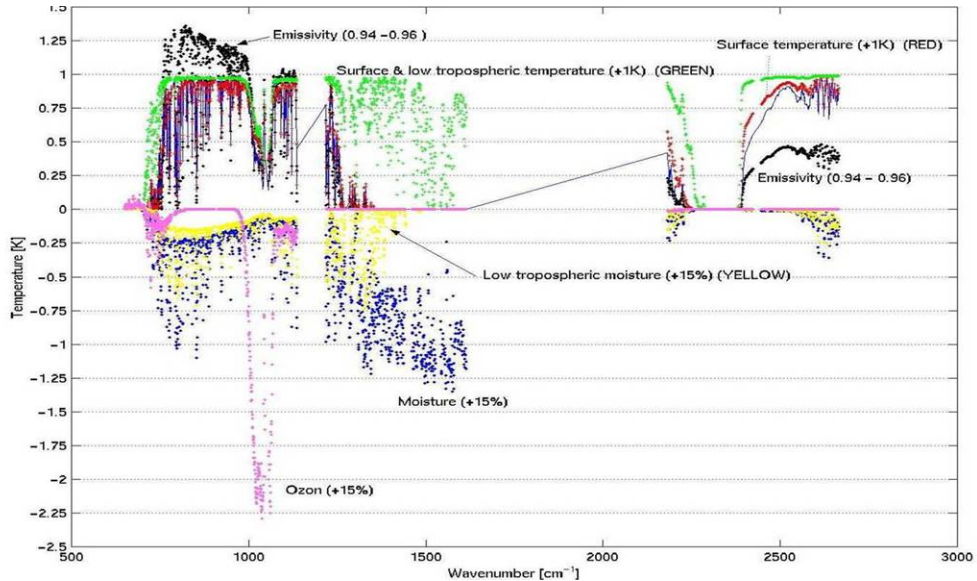 1.5
1.25
1
0.75
0.5
0.25
0
−0.25
−0.5
−0.75
−1
−1.25
−1.5
−1.75
−2
−2.25
−2.5
Temperature [K]
Emissivity (0.94 −0.96 )
Surface temperature (+1K) (RED)
Surface & low tropospheric temperature (+1K) (GREEN)
Emissivity (0.94 − 0.96)
Low tropospheric moisture (+15%) (YELLOW)
Moisture (+15%)
Ozon (+15%)
500
1000
1500
2000
2500
3000
Wavenumber [cm⁻¹]